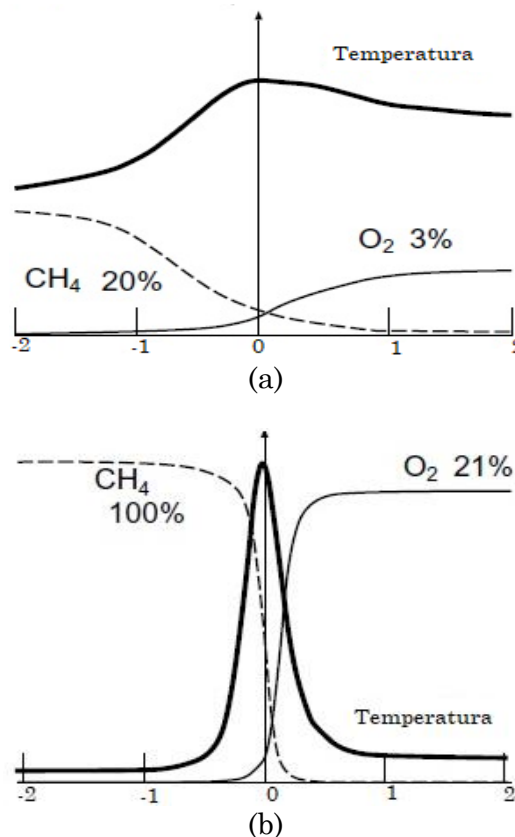 Temperatura
O₂ 3%
CH₄ 20%
-2 -1 0 1 2
(a)
CH₄
100%
O₂ 21%
Temperatura
-2 -1 0 1 2
(b)